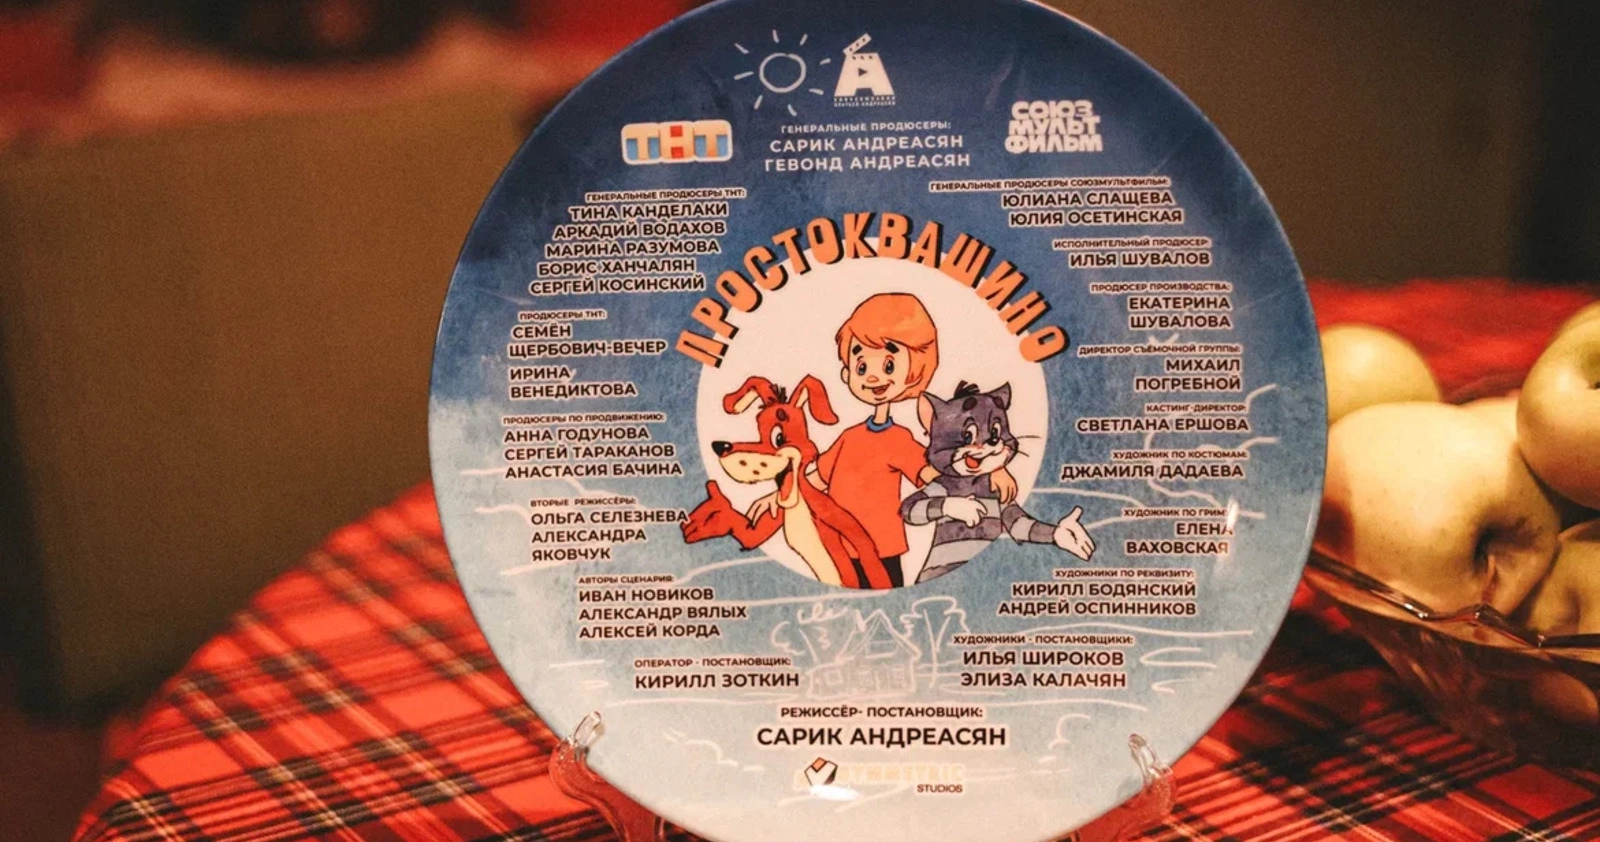 ТНТ
СОЮЗ
МУЛЬТ
ФИЛЬМ
ГЕНЕРАЛЬНЫЕ ПРОДЮСЕРЫ:
САРИК АНДРЕАСЯН
ГЕВОНД АНДРЕАСЯН
ГЕНЕРАЛЬНЫЕ ПРОДЮСЕРЫ ТНТ:
ТИНА КАНДЕЛАКИ
АРКАДИЙ ВОДАХОВ
МАРИНА РАЗУМОВА
БОРИС ХАНЧАЛЯН
СЕРГЕЙ КОСИНСКИЙ
ПРОДЮСЕРЫ ТНТ:
СЕМЁН
ЩЕРБОВИЧ-ВЕЧЕР
ИРИНА
ВЕНЕДИКТОВА
ПРОДЮСЕРЫ ПО ПРОДВИЖЕНИЮ:
АННА ГОДУНОВА
СЕРГЕЙ ТАРАКАНОВ
АНАСТАСИЯ БАЧИНА
ВТОРЫЕ РЕЖИССЁРЫ:
ОЛЬГА СЕЛЕЗНЕВА
АЛЕКСАНДРА
ЯКОВЧУК
АВТОРЫ СЦЕНАРИЯ:
ИВАН НОВИКОВ
АЛЕКСАНДР ВЯЛЫХ
АЛЕКСЕЙ КОРДА
ОПЕРАТОР - ПОСТАНОВЩИК:
КИРИЛЛ ЗОТКИН
ПРОСТОКВАШИНО
ГЕНЕРАЛЬНЫЕ ПРОДЮСЕРЫ СОЮЗМУЛЬТФИЛЬМ:
ЮЛИАНА СЛАЩЕВА
ЮЛИЯ ОСЕТИНСКАЯ
ИСПОЛНИТЕЛЬНЫЙ ПРОДЮСЕР:
ИЛЬЯ ШУВАЛОВ
ПРОДЮСЕР ПРОИЗВОДСТВА:
ЕКАТЕРИНА
ШУВАЛОВА
ДИРЕКТОР СЪЁМОЧНОЙ ГРУППЫ:
МИХАИЛ
ПОГРЕБНОЙ
КАСТИНГ-ДИРЕКТОР:
СВЕТЛАНА ЕРШОВА
ХУДОЖНИК ПО КОСТЮМАМ:
ДЖАМИЛЯ ДАДАЕВА
ХУДОЖНИК ПО ГРИМУ:
ЕЛЕНА
ВАХОВСКАЯ
ХУДОЖНИКИ ПО РЕКВИЗИТУ:
КИРИЛЛ БОДЯНСКИЙ
АНДРЕЙ ОСПИННИКОВ
ХУДОЖНИКИ - ПОСТАНОВЩИКИ:
ИЛЬЯ ШИРОКОВ
ЭЛИЗА КАЛАЧЯН
РЕЖИССЁР- ПОСТАНОВЩИК:
САРИК АНДРЕАСЯН
STUDIOS